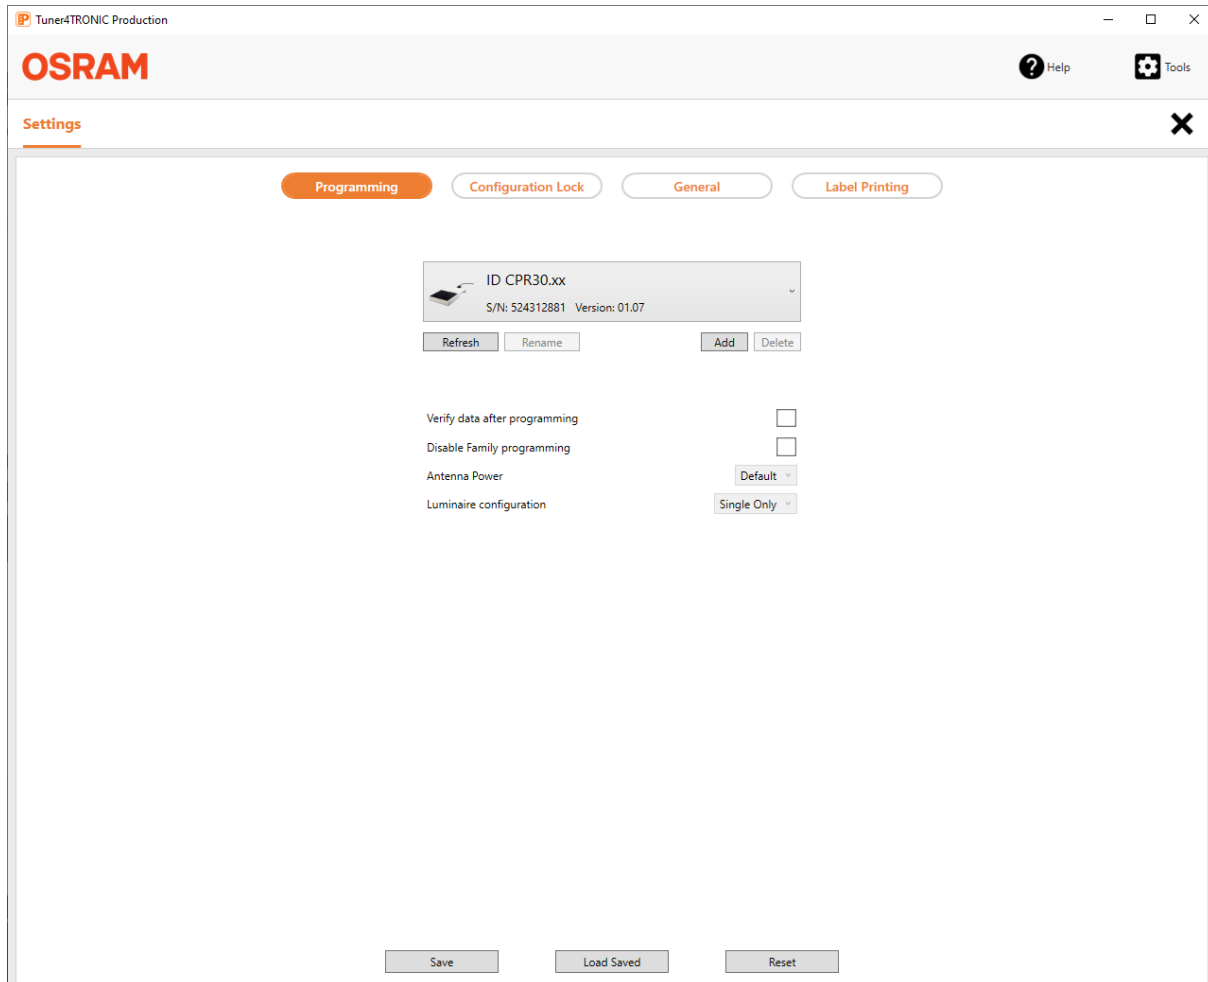 Tuner4TRONIC Production
OSRAM
Help
Tools
Settings
Programming
Configuration Lock
General
Label Printing
ID CPR30.xx
S/N: 524312881 Version: 01.07
Refresh
Rename
Add
Delete
Verify data after programming
Disable Family programming
Antenna Power
Default
Luminaire configuration
Single Only
Save
Load Saved
Reset